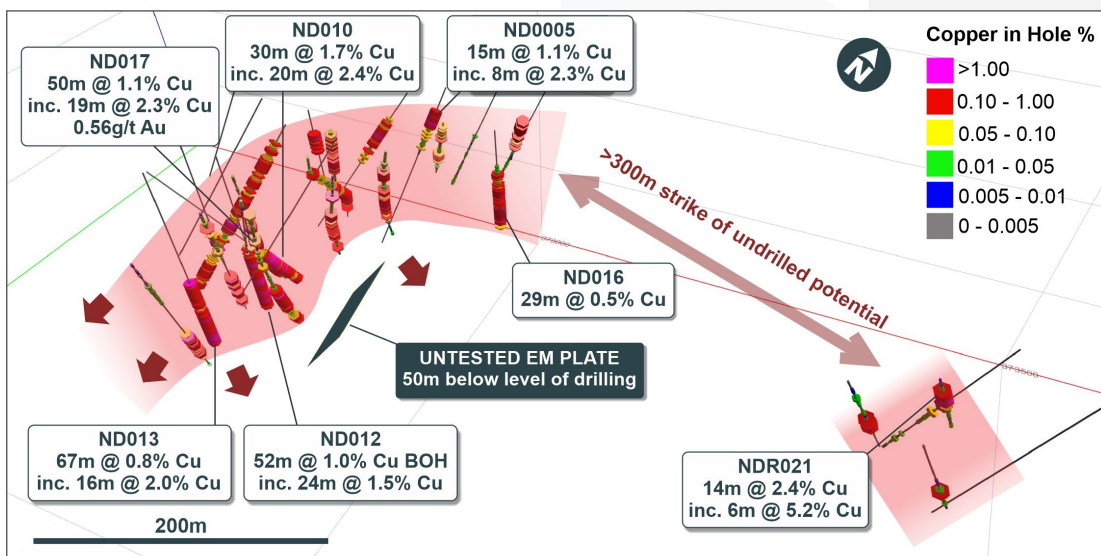 ND017
50m @ 1.1% Cu
inc. 19m @ 2.3% Cu
0.56g/t Au
ND010
30m @ 1.7% Cu
inc. 20m @ 2.4% Cu
ND0005
15m @ 1.1% Cu
inc. 8m @ 2.3% Cu
N
Copper in Hole %
>1.00
0.10 - 1.00
0.05 - 0.10
0.01 - 0.05
0.005 - 0.01
0 - 0.005
>300m strike of undrilled potential
373000
ND016
29m @ 0.5% Cu
UNTESTED EM PLATE
50m below level of drilling
373500
ND013
67m @ 0.8% Cu
inc. 16m @ 2.0% Cu
ND012
52m @ 1.0% Cu BOH
inc. 24m @ 1.5% Cu
NDR021
14m @ 2.4% Cu
inc. 6m @ 5.2% Cu
200m